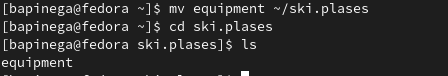 [bapinega@fedora ~]$ mv equipment ~/ski.plases
[bapinega@fedora ~]$ cd ski.plases
[bapinega@fedora ski.plases]$ ls
equipment